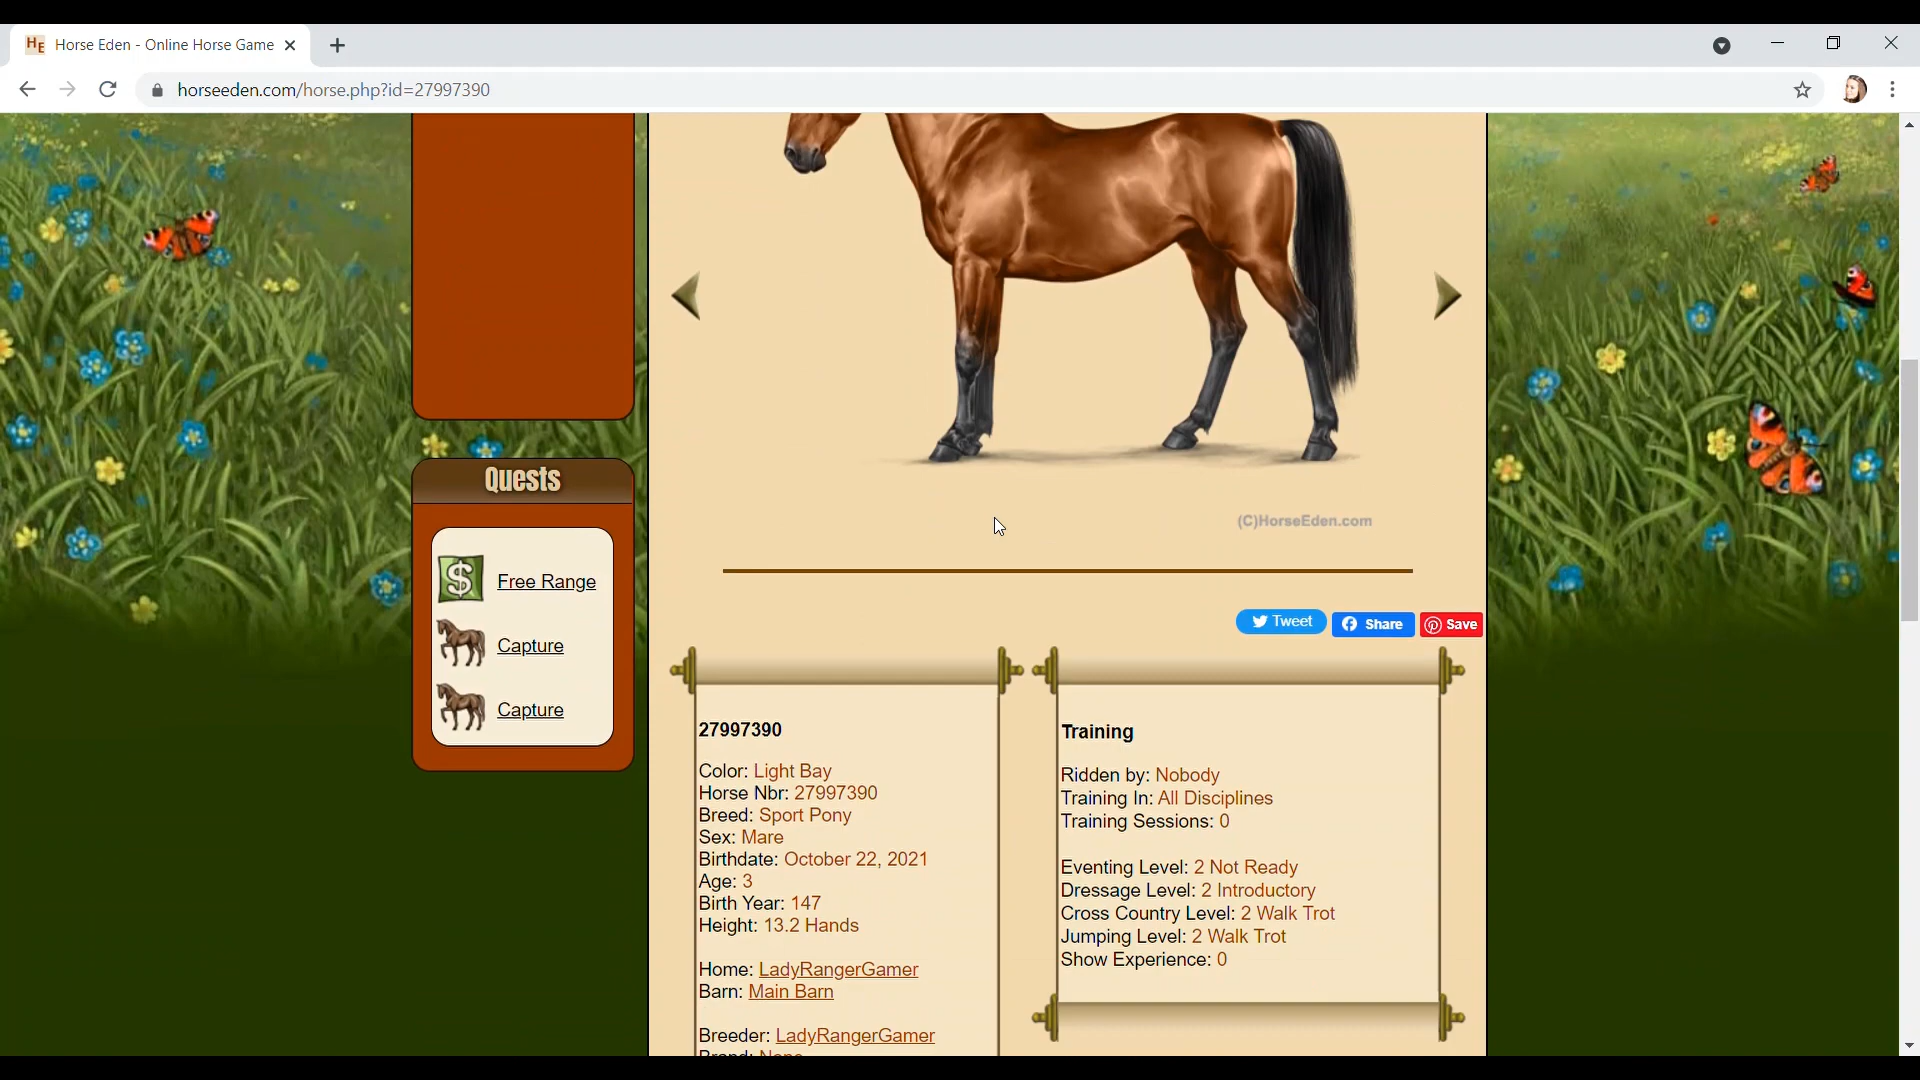 Horse Eden - Online Horse Game
horseeden.com/horse.php?id=27997390
Quests
Free Range
Capture
Capture
(C)HorseEden.com
Tweet
Share
Save
27997390
Color: Light Bay
Horse Nbr: 27997390
Breed: Sport Pony
Sex: Mare
Birthdate: October 22, 2021
Age: 3
Birth Year: 147
Height: 13.2 Hands
Home: LadyRangerGamer
Barn: Main Barn
Breeder: LadyRangerGamer
Training
Ridden by: Nobody
Training In: All Disciplines
Training Sessions: 0
Eventing Level: 2 Not Ready
Dressage Level: 2 Introductory
Cross Country Level: 2 Walk Trot
Jumping Level: 2 Walk Trot
Show Experience: 0